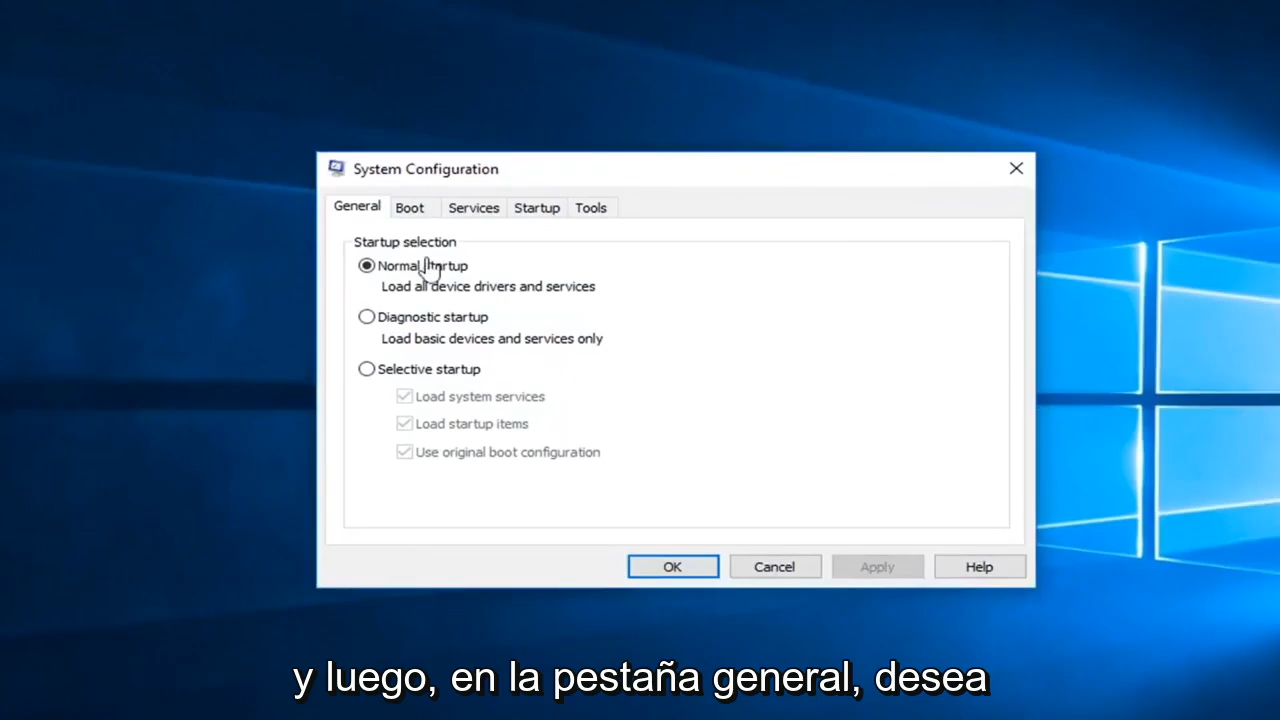 System Configuration
General Boot Services Startup Tools
Startup selection
Normal startup
Load all device drivers and services
Diagnostic startup
Load basic devices and services only
Selective startup
Load system services
Load startup items
Use original boot configuration
OK Cancel Apply Help
y luego, en la pestaña general, desea